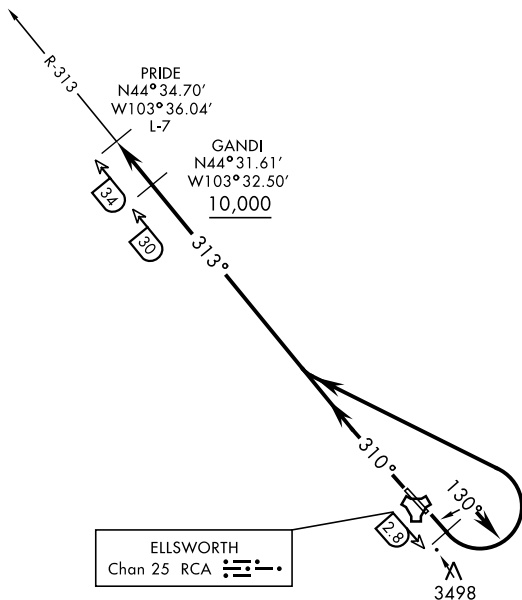 R-313
PRIDE
N44° 34.70'
W103° 36.04'
L-7
GANDI
N44° 31.61'
W103° 32.50'
10,000
34
30
313°
310°
130°
2.8
ELLSWORTH
Chan 25 RCA
3498